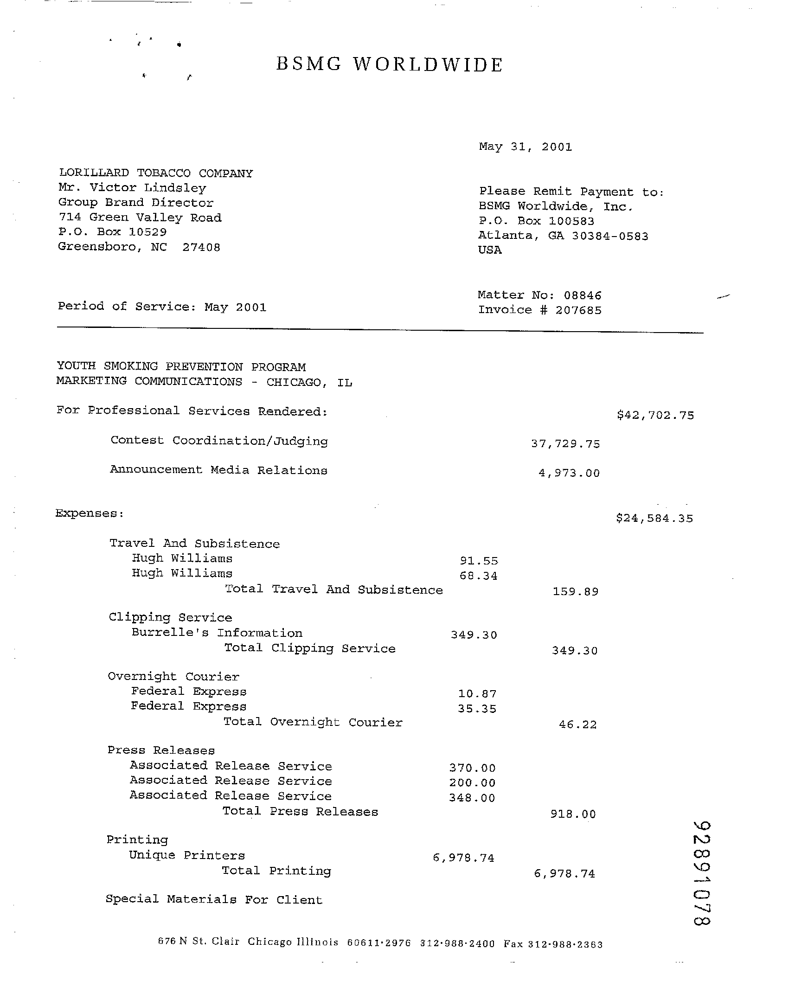 BSMG WORLDWIDE
May 31, 2001
LORILLARD TOBACCO COMPANY
Mr. Victor Lindsley
Group Brand Director
714 Green Valley Road
P.O. Box 10529
Greensboro, NC 27408
Please Remit Payment to:
BSMG Worldwide, Inc.
P.O. Box 100583
Atlanta, GA 30384-0583
USA
Matter No: 08846
Period of Service: May 2001
Invoice # 207685
YOUTH SMOKING PREVENTION PROGRAM
MARKETING COMMUNICATIONS - CHICAGO, IL
For Professional Services Rendered: $42,702.75
Contest Coordination/Judging 37,729.75
Announcement Media Relations 4,973.00
Expenses: $24,584.35
Travel And Subsistence
Hugh Williams 91.55
Hugh Williams 68.34
Total Travel And Subsistence 159.89
Clipping Service
Burrelle's Information 349.30
Total Clipping Service 349.30
Overnight Courier
Federal Express 10.87
Federal Express 35.35
Total Overnight Courier 46.22
Press Releases
Associated Release Service 370.00
Associated Release Service 200.00
Associated Release Service 348.00
Total Press Releases 918.00
Printing
Unique Printers 6,978.74
Total Printing 6,978.74
Special Materials For Client
92891078
676 N St. Clair Chicago Illinois 60611·2976 312·988·2400 Fax 312·988·2363